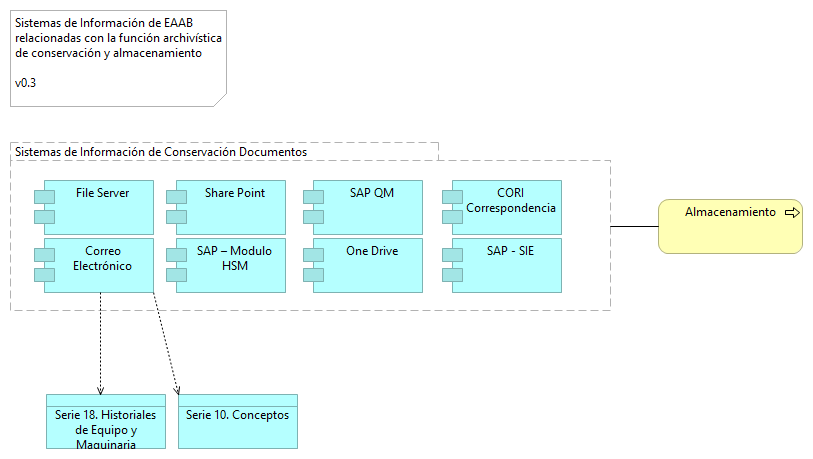 Sistemas de Información de EAAB
relacionadas con la función archivística
de conservación y almacenamiento
v0.3
Sistemas de Información de Conservación Documentos
File Server
Share Point
SAP QM
CORI
Correspondencia
Almacenamiento
Correo
Electrónico
SAP – Modulo
HSM
One Drive
SAP - SIE
Serie 18. Historiales
de Equipo y
Maquinaria
Serie 10. Conceptos